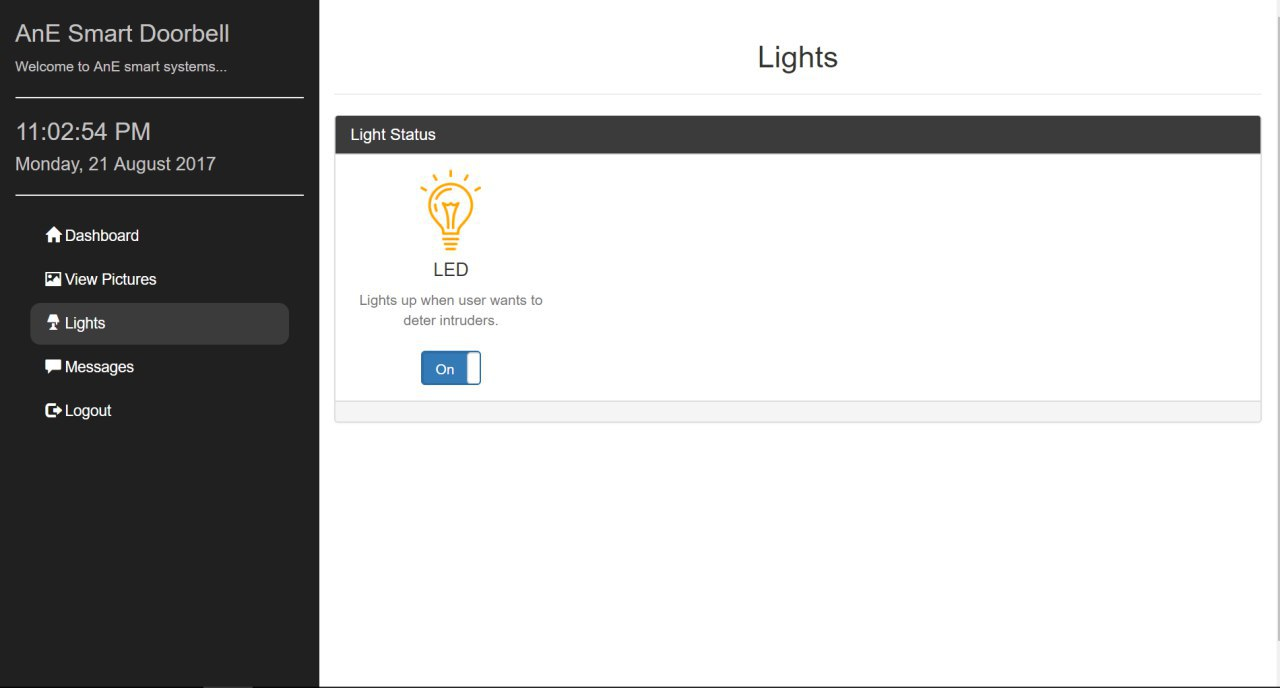 AnE Smart Doorbell
Welcome to AnE smart systems...
11:02:54 PM
Monday, 21 August 2017
Dashboard
View Pictures
Lights
Messages
Logout
Lights
Light Status
LED
Lights up when user wants to
deter intruders.
On